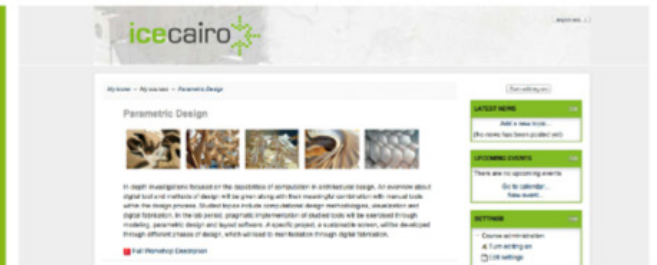 icecairo
My home » My courses » Parametric Design
Turn editing on
Parametric Design
LATEST NEWS
Add a new topic...
(No news has been posted yet)
UPCOMING EVENTS
There are no upcoming events
Go to calendar...
New event...
In depth investigations focused on the capabilities of computation in architectural design. An overview about
digital tool and methods of design will be given along with their meaningful combination with manual tools
within the design process. Studied topics include computational design methodologies, visualization and
digital fabrication. In the lab period, pragmatic implementation of studied tools will be exercised through
modeling, parametric design and layout software. A specific project, a sustainable screen, will be developed
through different phases of design, which will lead to manifestation through digital fabrication.
Full Workshop Description
SETTINGS
Course administration
Turn editing on
Edit settings